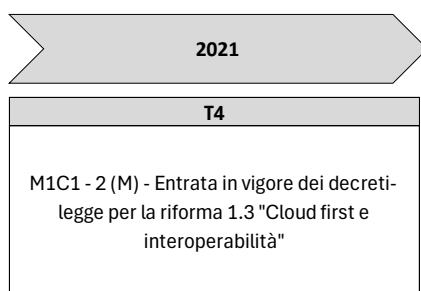 2021
T4
M1C1 - 2 (M) - Entrata in vigore dei decreti-
legge per la riforma 1.3 "Cloud first e
interoperabilità"